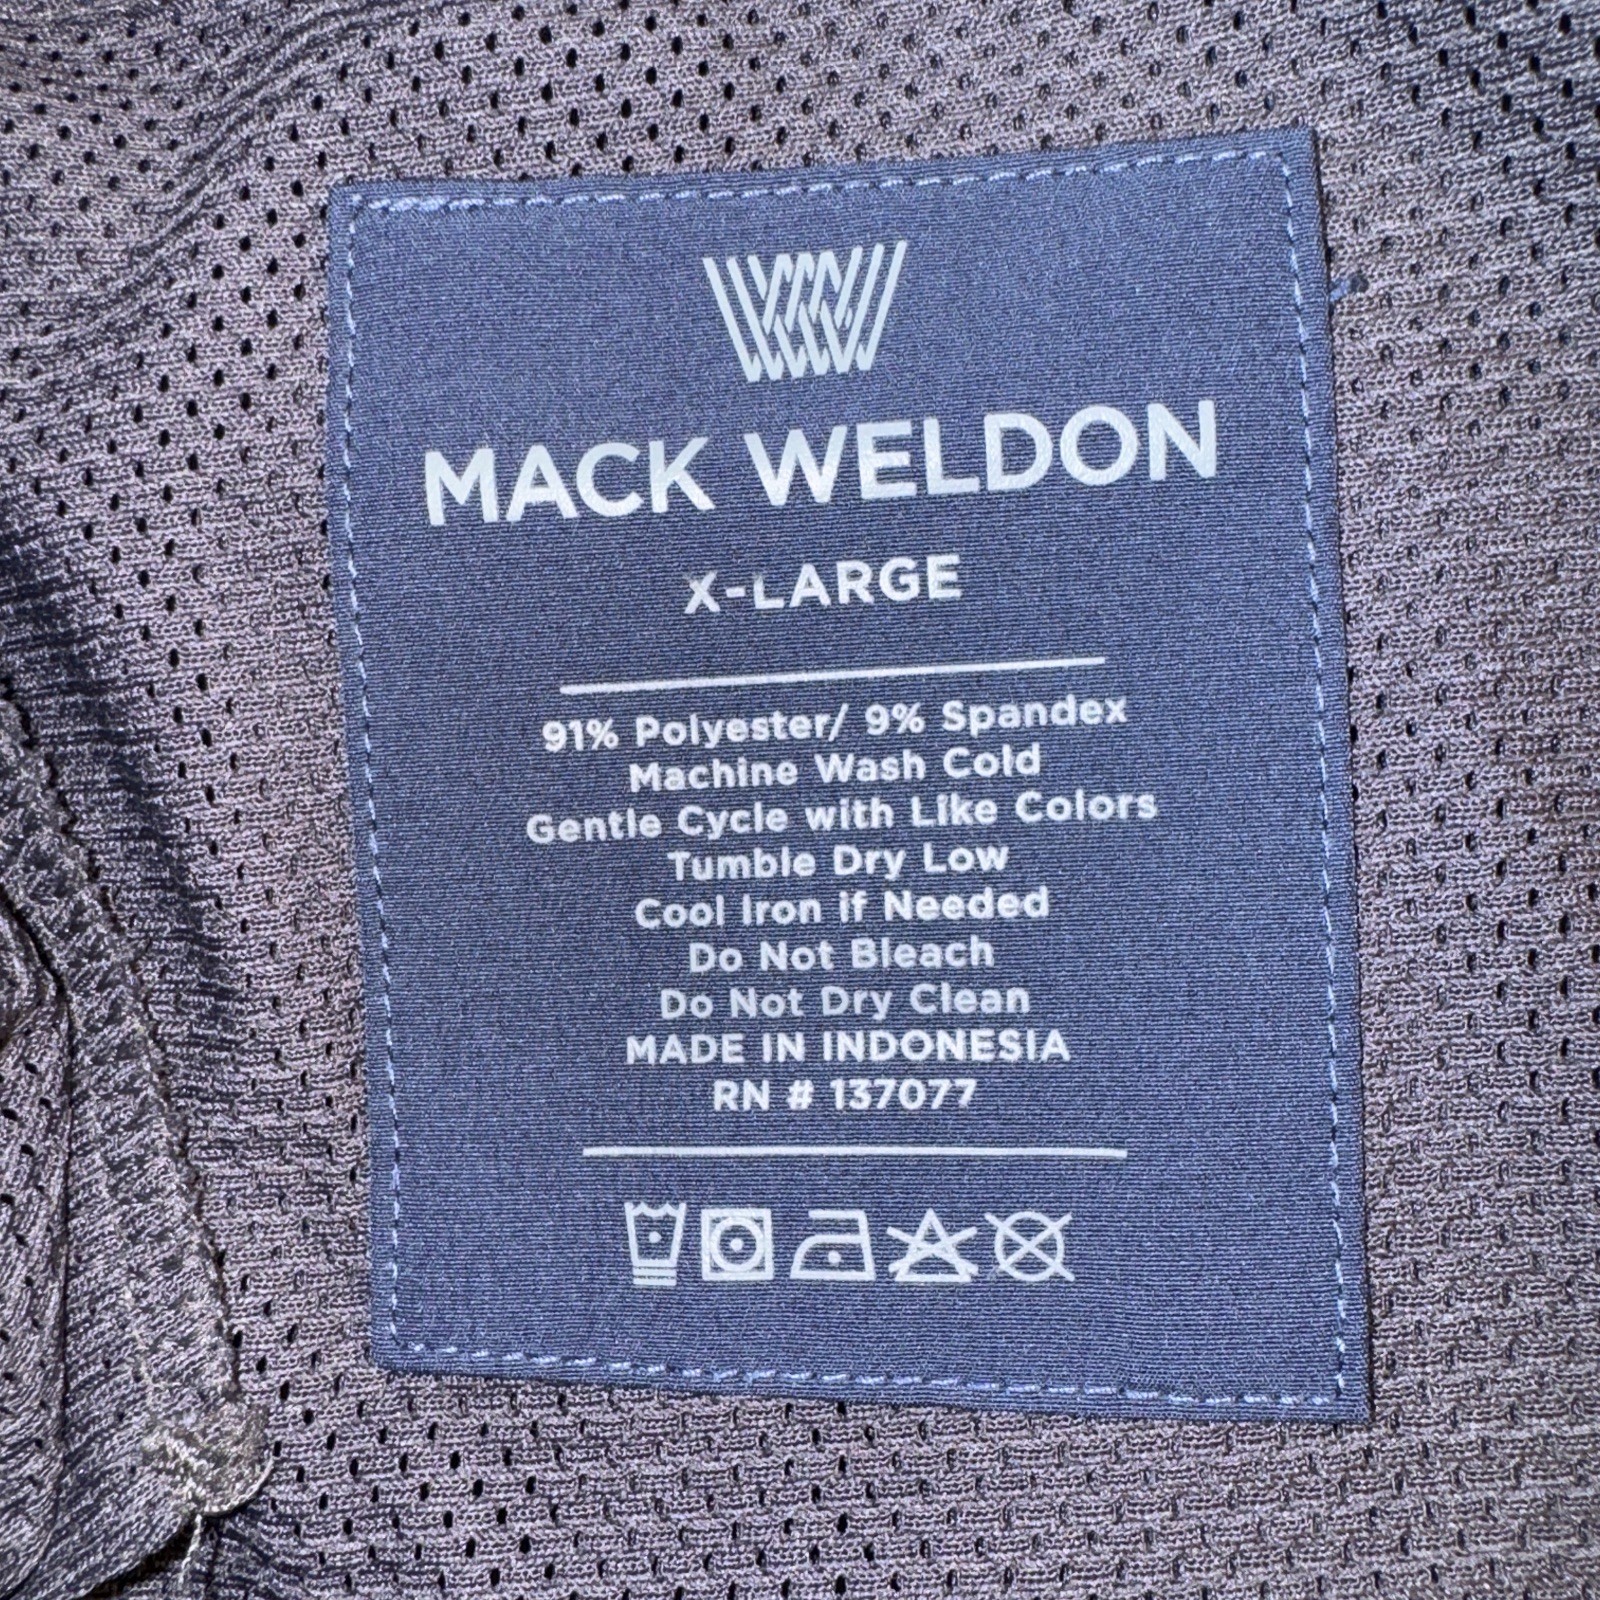 MACK WELDON
X-LARGE
91% Polyester/ 9% Spandex
Machine Wash Cold
Gentle Cycle with Like Colors
Tumble Dry Low
Cool Iron if Needed
Do Not Bleach
Do Not Dry Clean
MADE IN INDONESIA
RN # 137077